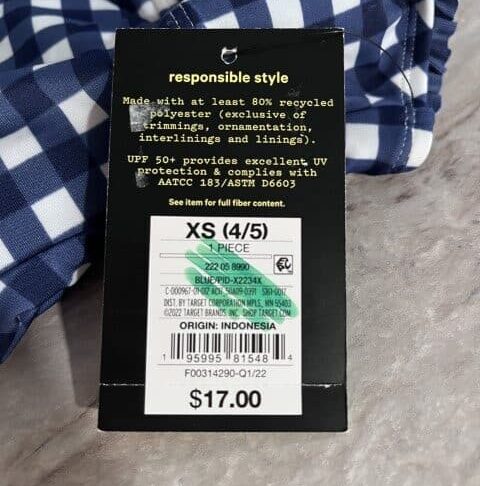 responsible style
Made with at least 80% recycled
polyester (exclusive of
trimmings, ornamentation,
interlinings and linings).
UPF 50+ provides excellent UV
protection & complies with
AATCC 183/ASTM D6603
See item for full fiber content.
XS (4/5)
1 PIECE
222 05 8990
BLUE/PID-X2234X
DIST. BY TARGET CORPORATION MPLS, MN 55403
©2022 TARGET BRANDS, INC. SHOP TARGET.COM
ORIGIN: INDONESIA
1 95995 81548 4
F00314290-Q1/22
$17.00